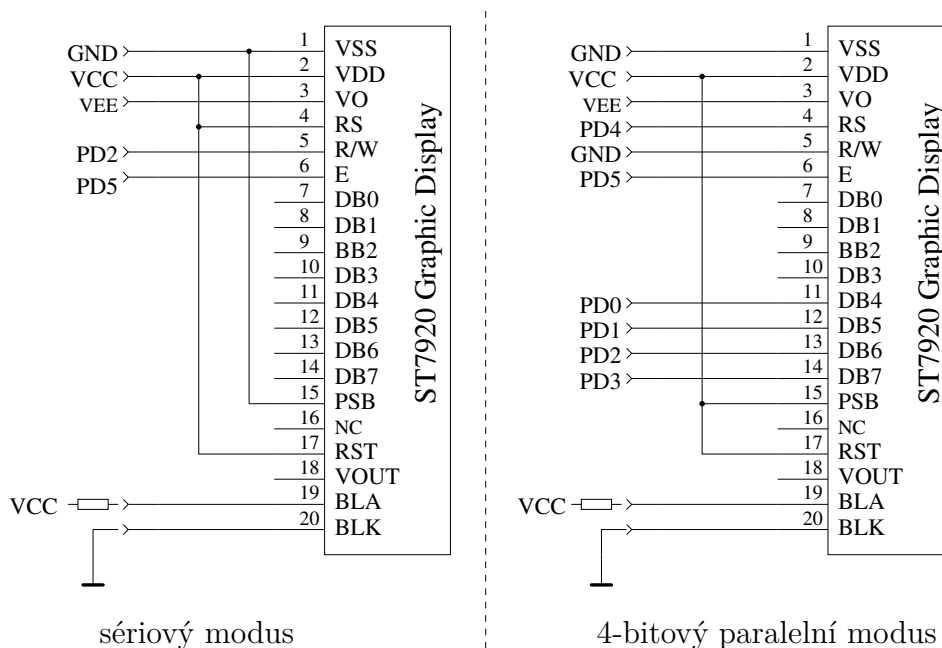 GND 1 VSS
VCC 2 VDD
VEE 3 VO
4 RS
PD2 5 R/W
PD5 6 E
7 DB0
8 DB1
9 BB2
10 DB3
11 DB4
12 DB5
13 DB6
14 DB7
15 PSB
16 NC
17 RST
18 VOUT
VCC 19 BLA
20 BLK
ST7920 Graphic Display
sériový modus
GND 1 VSS
VCC 2 VDD
VEE 3 VO
PD4 4 RS
GND 5 R/W
PD5 6 E
7 DB0
8 DB1
9 BB2
10 DB3
PD0 11 DB4
PD1 12 DB5
PD2 13 DB6
PD3 14 DB7
15 PSB
16 NC
17 RST
18 VOUT
VCC 19 BLA
20 BLK
ST7920 Graphic Display
4-bitový paralelní modus